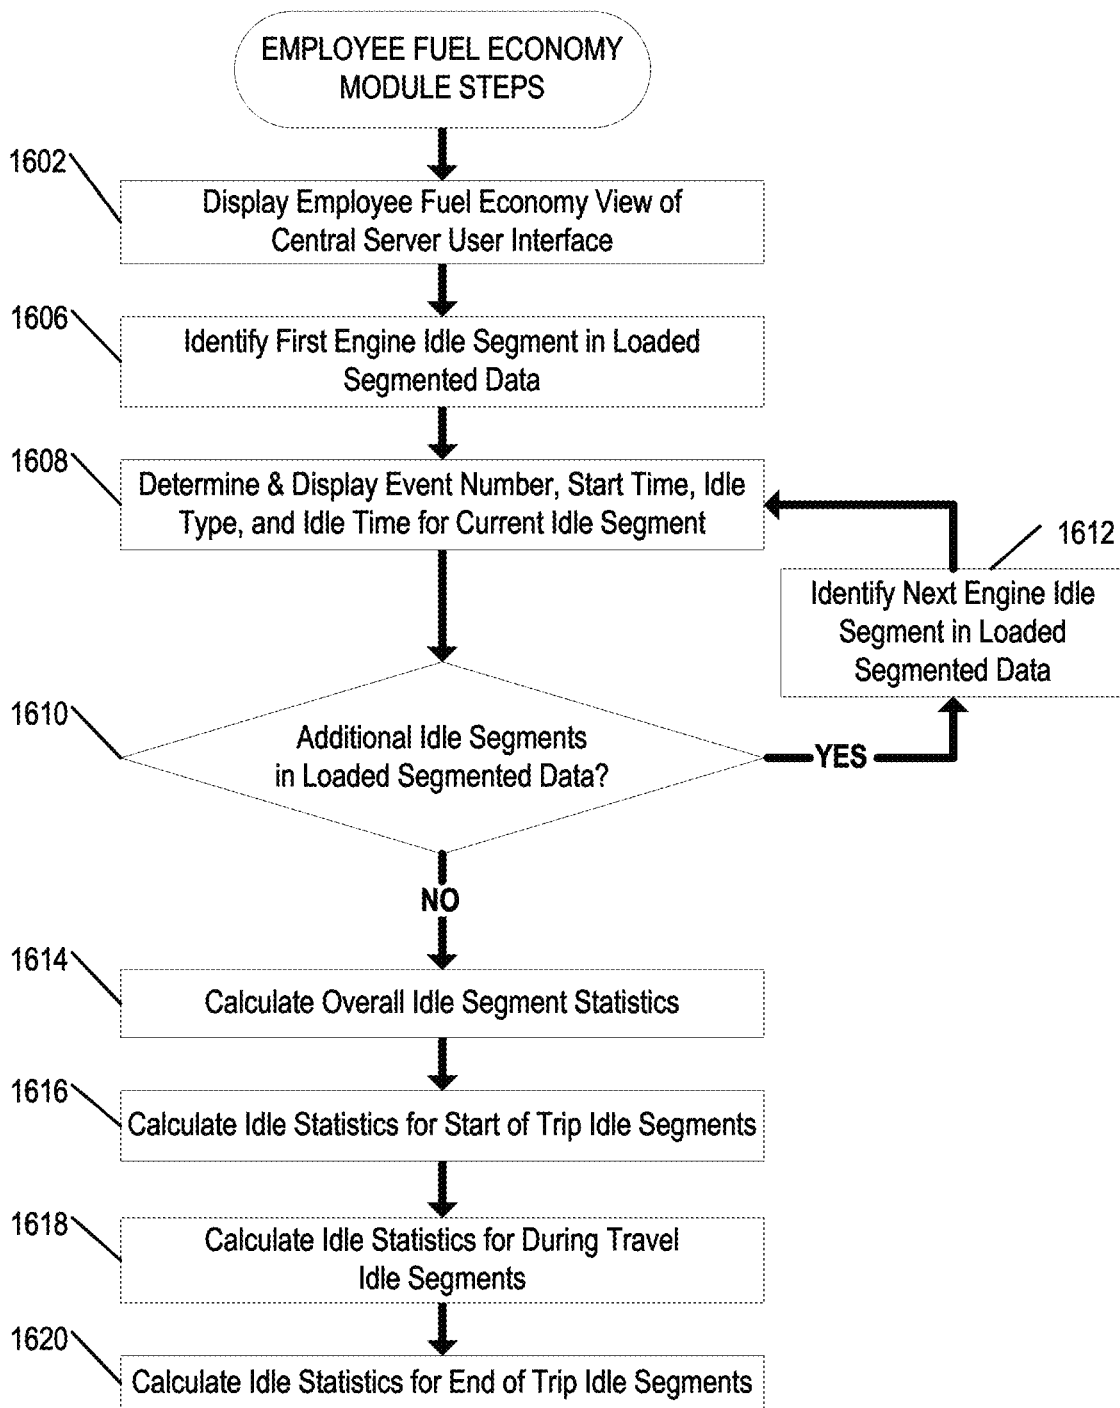 EMPLOYEE FUEL ECONOMY
MODULE STEPS
1602
Display Employee Fuel Economy View of
Central Server User Interface
1606
Identify First Engine Idle Segment in Loaded
Segmented Data
1608
Determine & Display Event Number, Start Time, Idle
Type, and Idle Time for Current Idle Segment
1612
Identify Next Engine Idle
Segment in Loaded
Segmented Data
1610
Additional Idle Segments
in Loaded Segmented Data?
YES
NO
1614
Calculate Overall Idle Segment Statistics
1616
Calculate Idle Statistics for Start of Trip Idle Segments
1618
Calculate Idle Statistics for During Travel
Idle Segments
1620
Calculate Idle Statistics for End of Trip Idle Segments